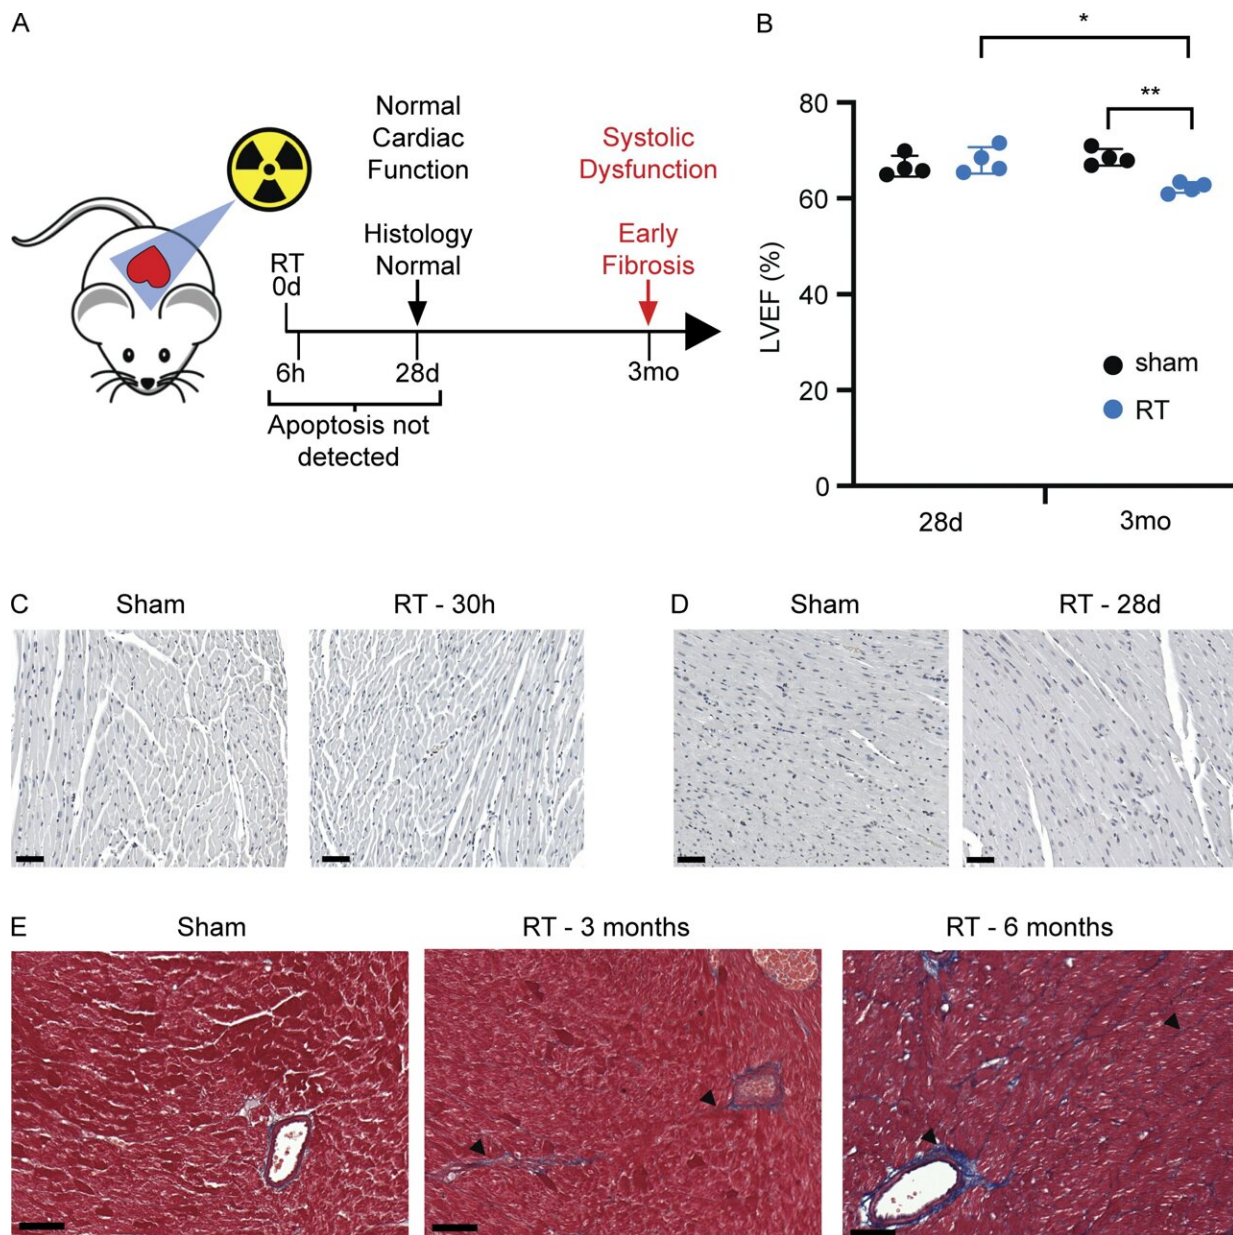 A
Normal
Cardiac
Function
Systolic
Dysfunction
Histology
Normal
Early
Fibrosis
RT
0d
6h
28d
3mo
Apoptosis not
detected
B
*
**
LVEF (%)
80
60
40
20
0
sham
RT
28d
3mo
C
Sham
RT - 30h
D
Sham
RT - 28d
E
Sham
RT - 3 months
RT - 6 months